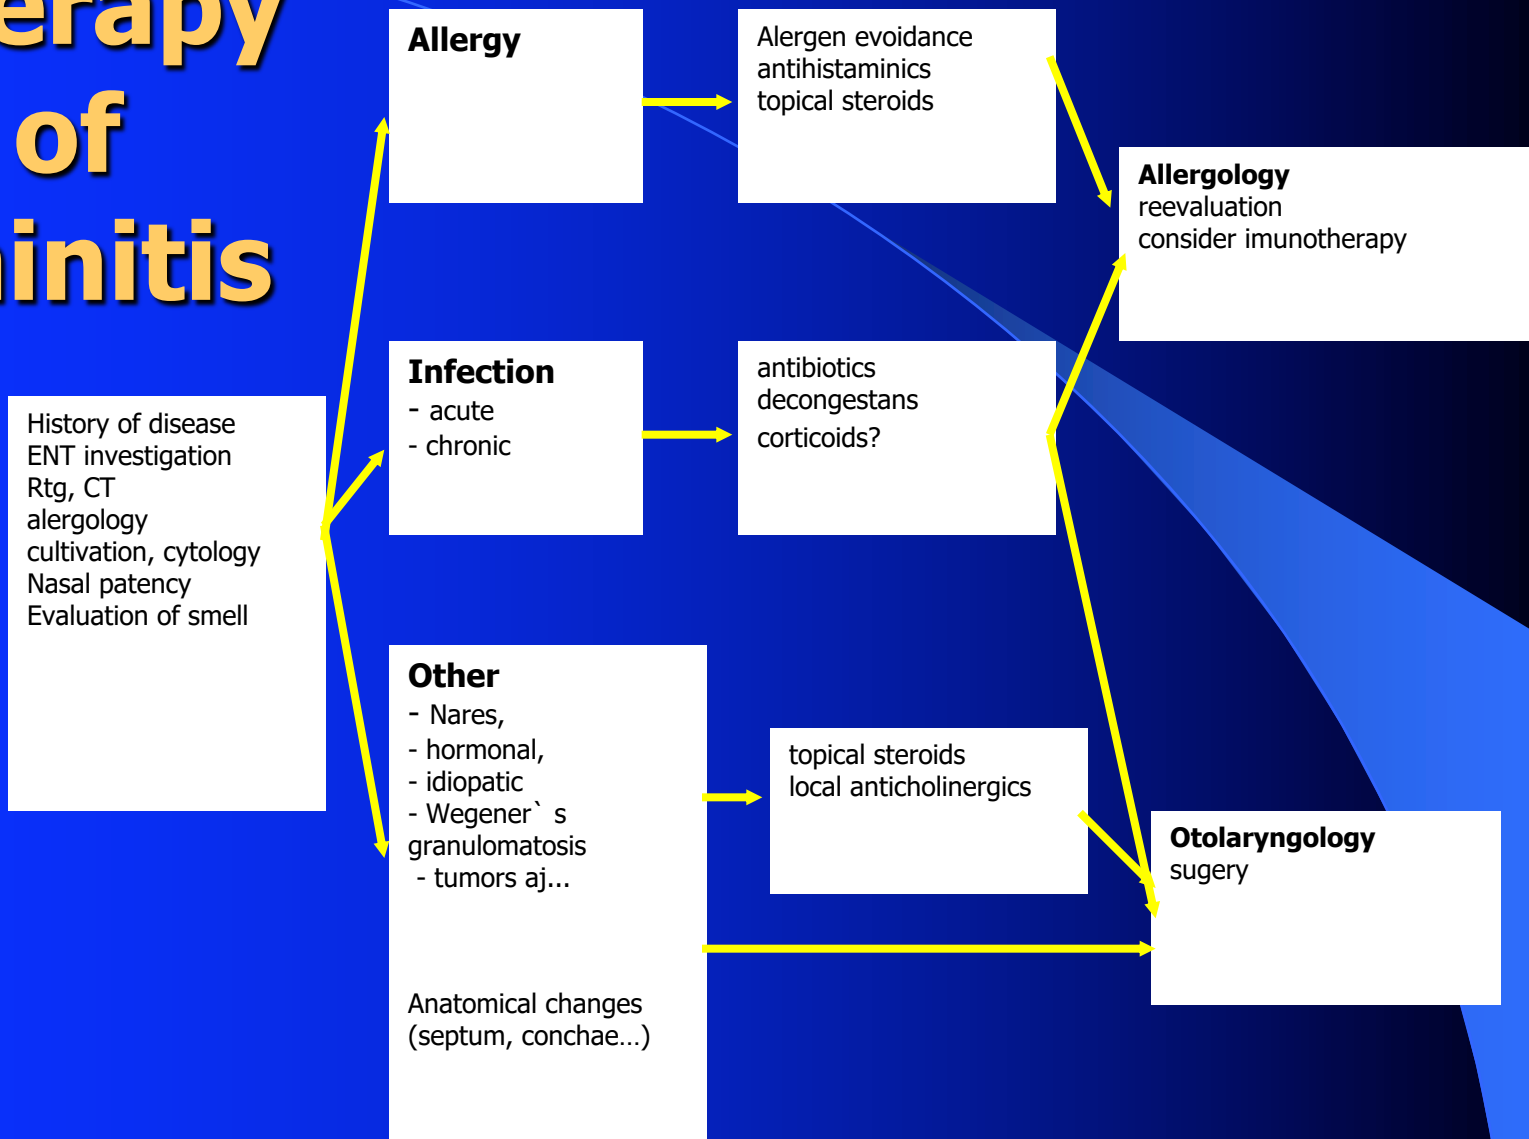 erapy
of
initis
Allergy
Alergen evoidance
antihistaminics
topical steroids
Allergology
reevaluation
consider imunotherapy
Infection
- acute
- chronic
antibiotics
decongestans
corticoids?
History of disease
ENT investigation
Rtg, CT
alergology
cultivation, cytology
Nasal patency
Evaluation of smell
Other
- Nares,
- hormonal,
- idiopatic
- Wegener` s
granulomatosis
- tumors aj...
Anatomical changes
(septum, conchae...)
topical steroids
local anticholinergics
Otolaryngology
sugery